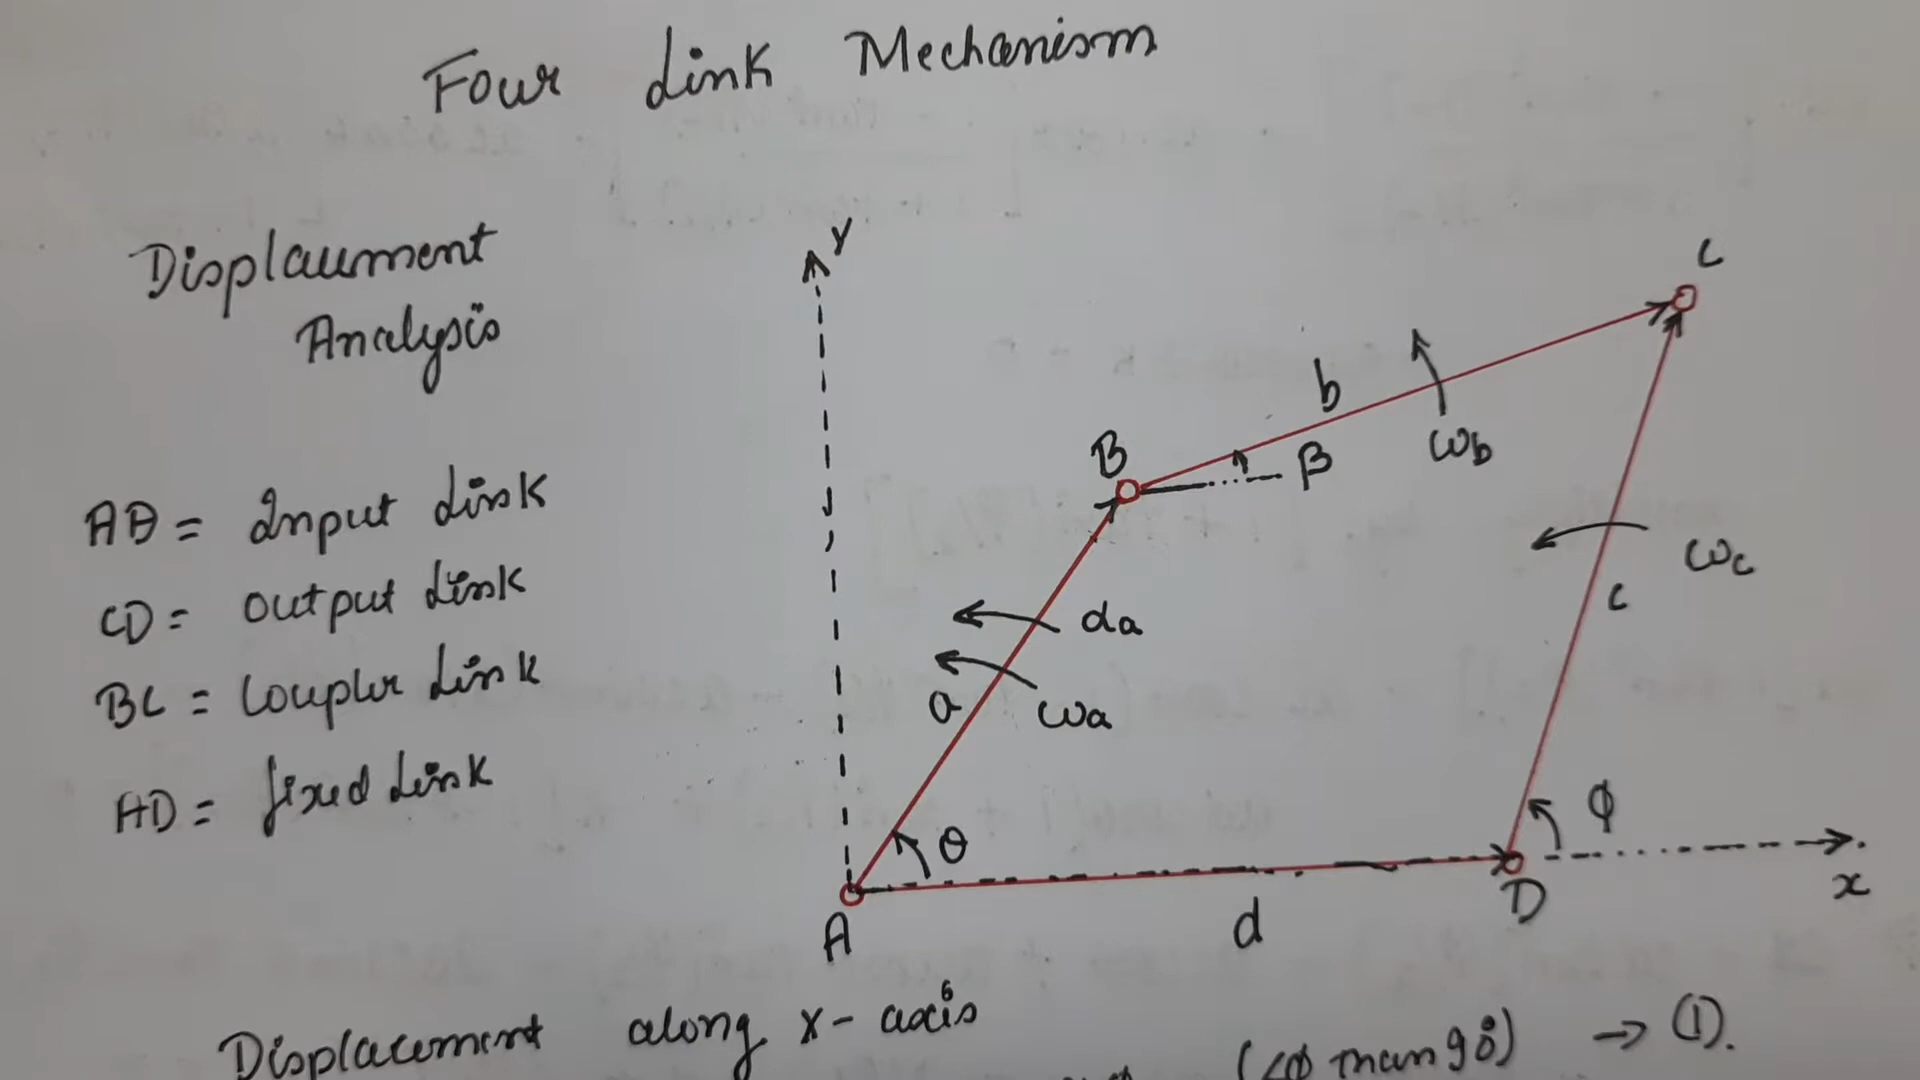 Four Link Mechanism
Displacement
Analysis
AB = Input Link
CD = Output Link
BC = Coupler Link
AD = fixed Link
Y
C
b
B
β
ωb
ωc
c
αa
a
ωa
θ
φ
A
d
D
x
Displacement along x-axis
→ (1).